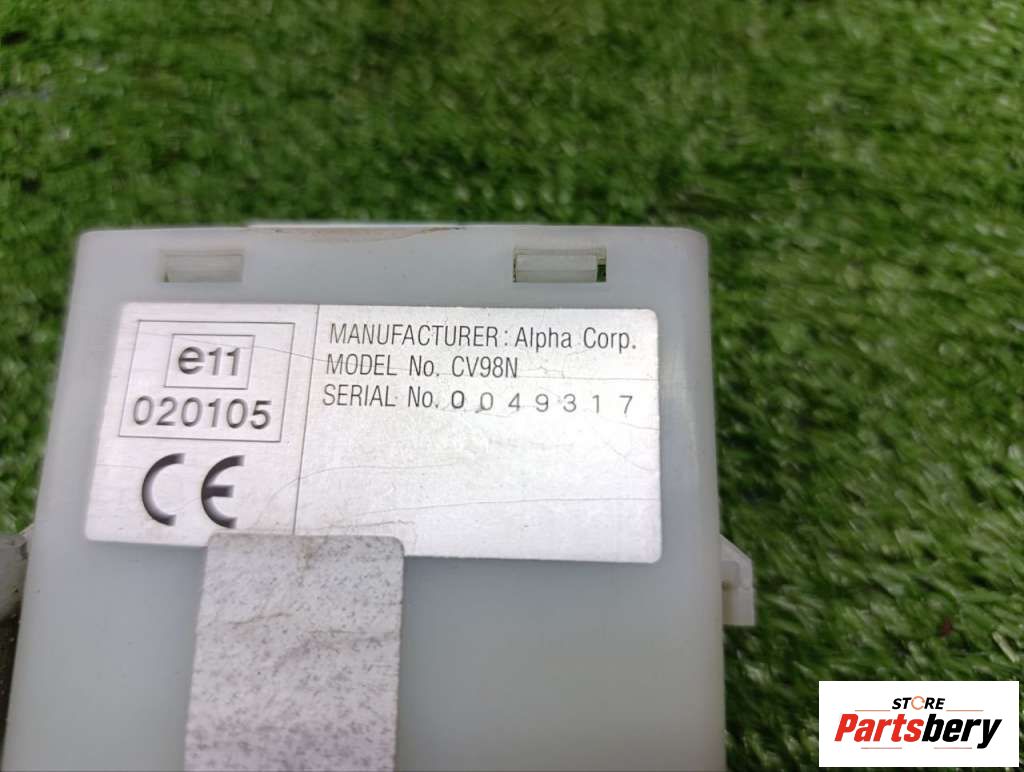 e11
020105
CE
MANUFACTURER: Alpha Corp.
MODEL No. CV98N
SERIAL No. 0049317
STORE
Partsbery